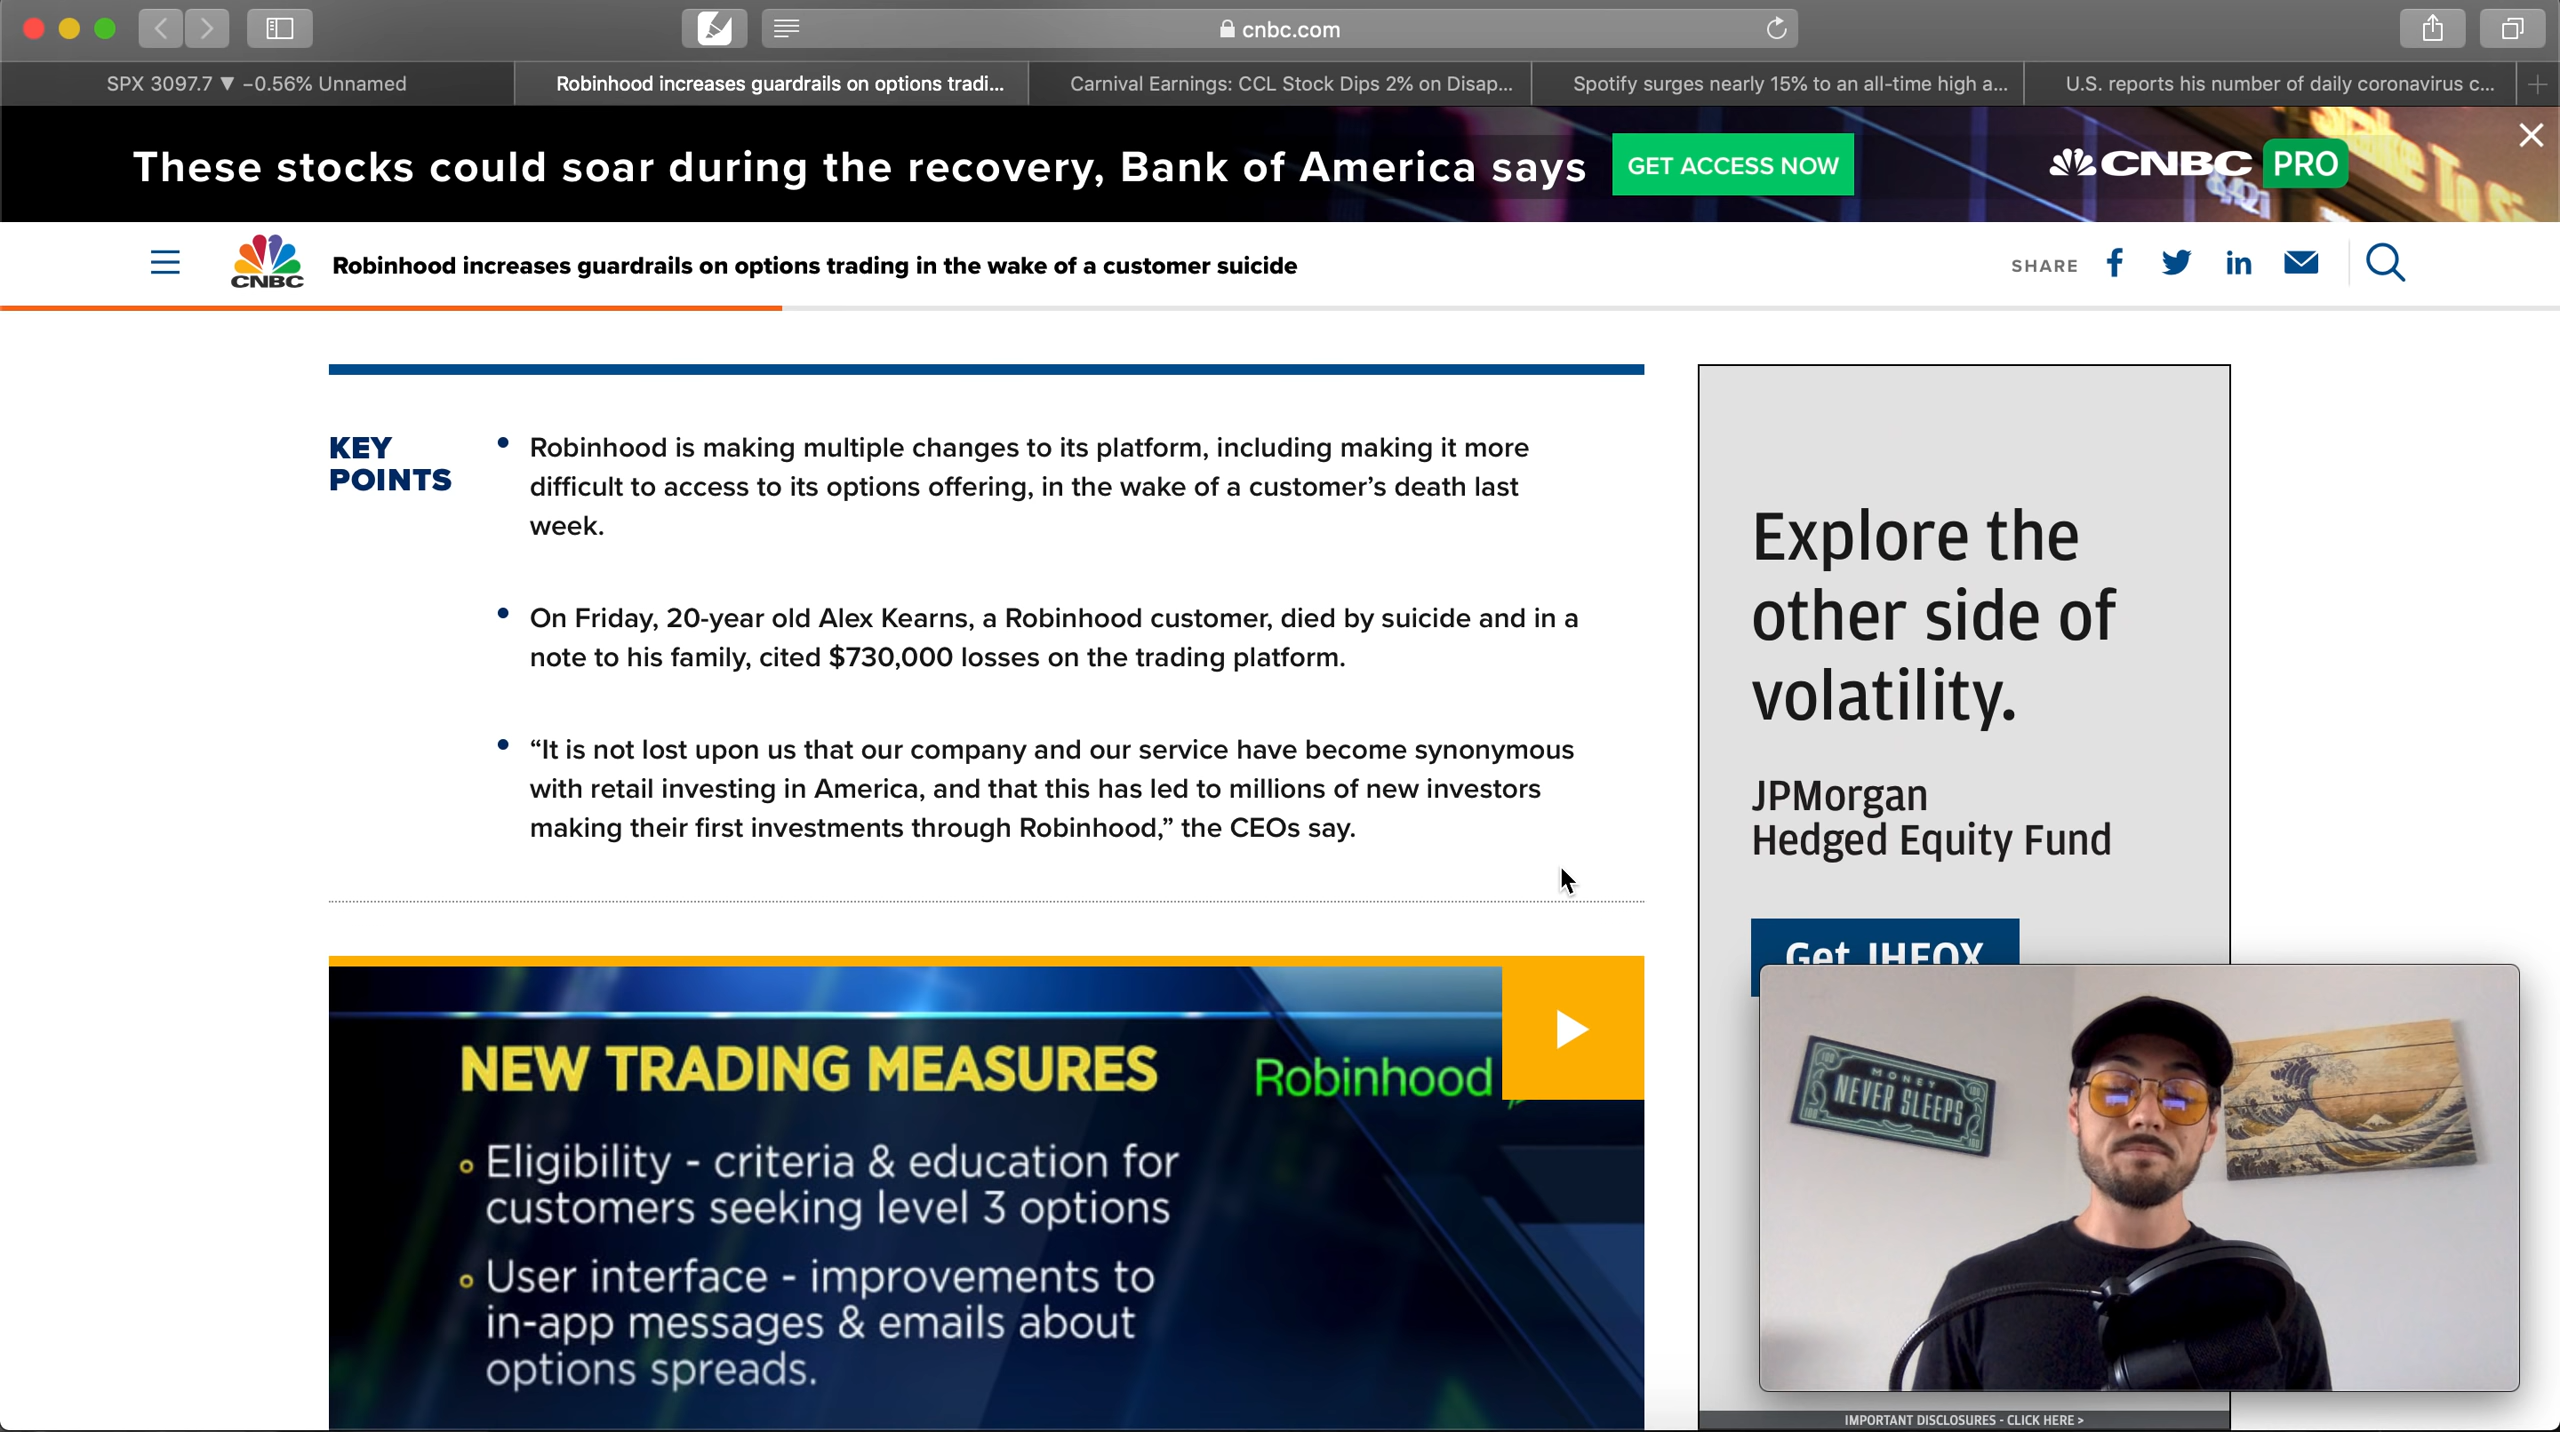 cnbc.com
SPX 3097.7 ▼ −0.56% Unnamed
Robinhood increases guardrails on options tradi...
Carnival Earnings: CCL Stock Dips 2% on Disap...
Spotify surges nearly 15% to an all-time high a...
U.S. reports his number of daily coronavirus c...
These stocks could soar during the recovery, Bank of America says
GET ACCESS NOW
CNBC PRO
CNBC
Robinhood increases guardrails on options trading in the wake of a customer suicide
SHARE
KEY
POINTS
• Robinhood is making multiple changes to its platform, including making it more
difficult to access to its options offering, in the wake of a customer’s death last
week.
• On Friday, 20-year old Alex Kearns, a Robinhood customer, died by suicide and in a
note to his family, cited $730,000 losses on the trading platform.
• “It is not lost upon us that our company and our service have become synonymous
with retail investing in America, and that this has led to millions of new investors
making their first investments through Robinhood,” the CEOs say.
NEW TRADING MEASURES
Robinhood
Eligibility - criteria & education for
customers seeking level 3 options
User interface - improvements to
in-app messages & emails about
options spreads.
Explore the
other side of
volatility.
JPMorgan
Hedged Equity Fund
Get JHEQX
MONEY
NEVER SLEEPS
100
100
100
IMPORTANT DISCLOSURES - CLICK HERE >